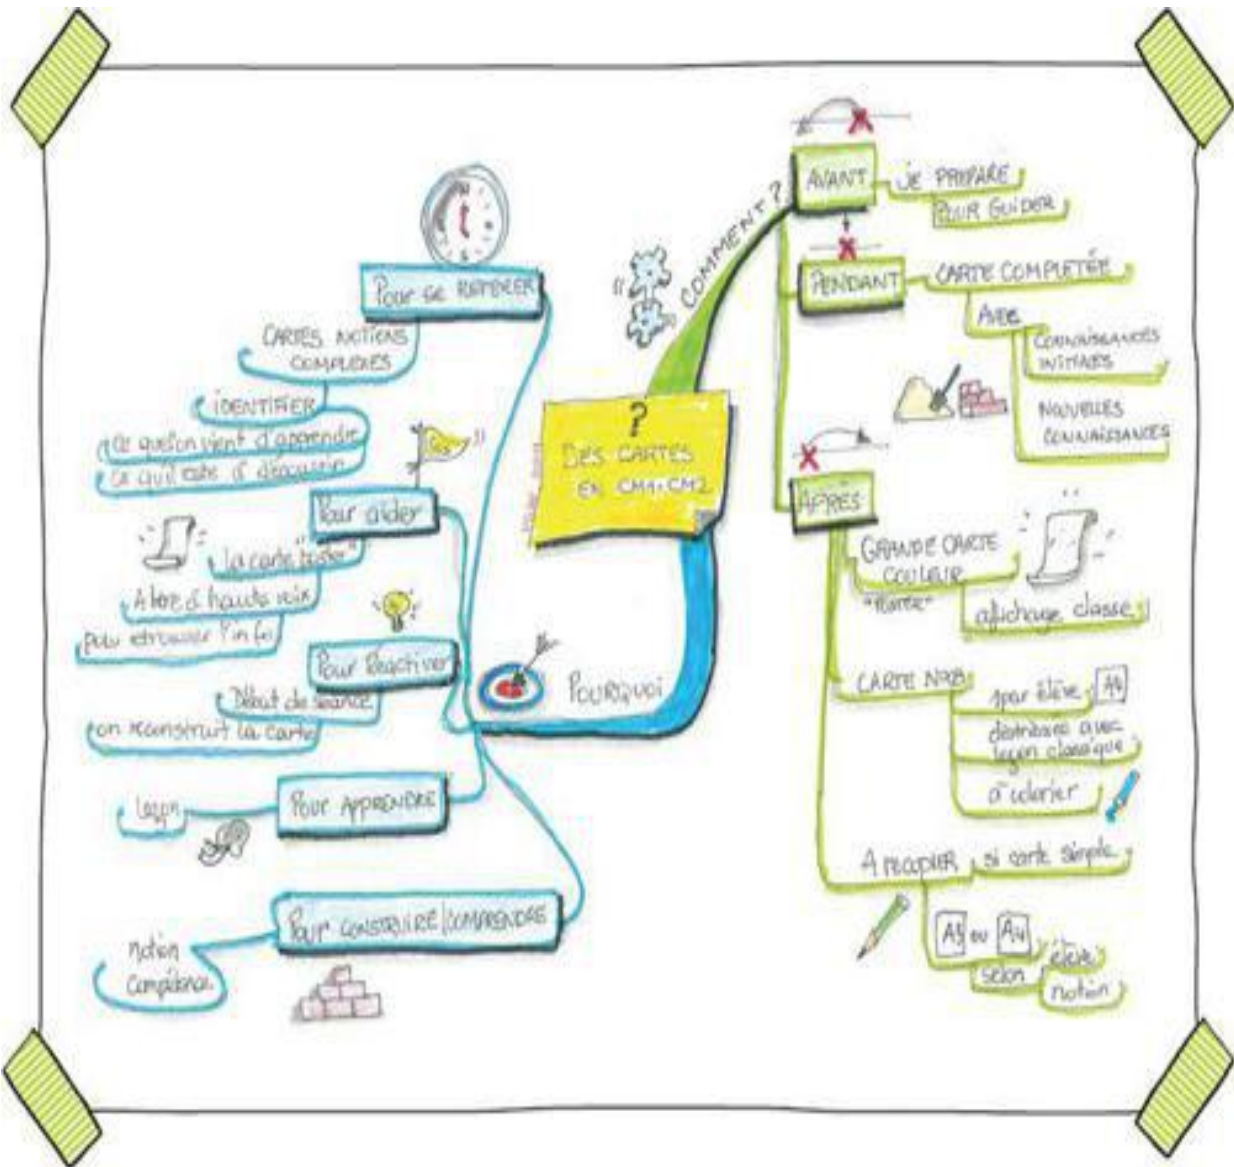 ?
DES CARTES
EN CM1-CM2
COMMENT ?
AVANT
JE PRÉPARE
POUR GUIDER
+
PENDANT
CARTE COMPLÉTÉE
AVEC
CONNAISSANCES
INITIALES
NOUVELLES
CONNAISSANCES
APRÈS
GRANDE CARTE
COULEUR
affichage classe
CARTE N&B
1 par élève A4
distribuée avec
leçon classique
à colorier
A recopier
si carte simple
A5 ou A4
selon
élève
notion
POURQUOI
Pour se REPÉRER
CARTES NOTIONS
COMPLEXES
IDENTIFIER
Ce que l'on vient d'apprendre
Ce qu'il reste à découvrir
Pour aider
la carte "poster"
A lire à haute voix
pour retrouver l'info
Pour Réactiver
Début de séance
on reconstruit la carte
Pour APPRENDRE
leçon
Pour CONSTRUIRE/COMPRENDRE
notion
Compétence